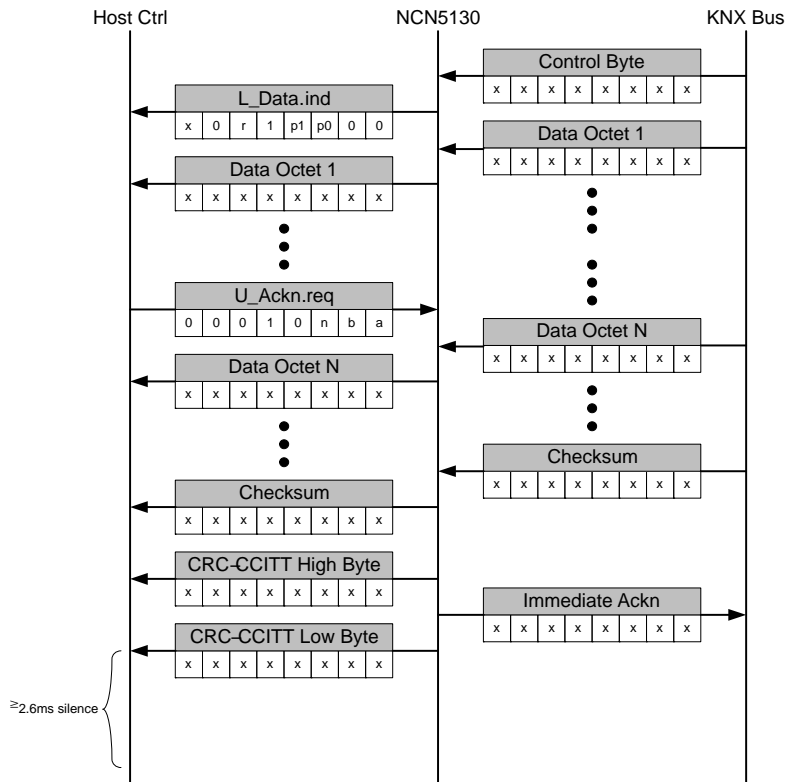 Host Ctrl NCN5130 KNX Bus
Control Byte
x x x x x x x x
L_Data.ind
x 0 r 1 p1 p0 0 0
Data Octet 1
x x x x x x x x
Data Octet 1
x x x x x x x x
U_Ackn.req
0 0 0 1 0 n b a
Data Octet N
x x x x x x x x
Data Octet N
x x x x x x x x
Checksum
x x x x x x x x
Checksum
x x x x x x x x
CRC-CCITT High Byte
x x x x x x x x
Immediate Ackn
x x x x x x x x
CRC-CCITT Low Byte
x x x x x x x x
≥2.6ms silence